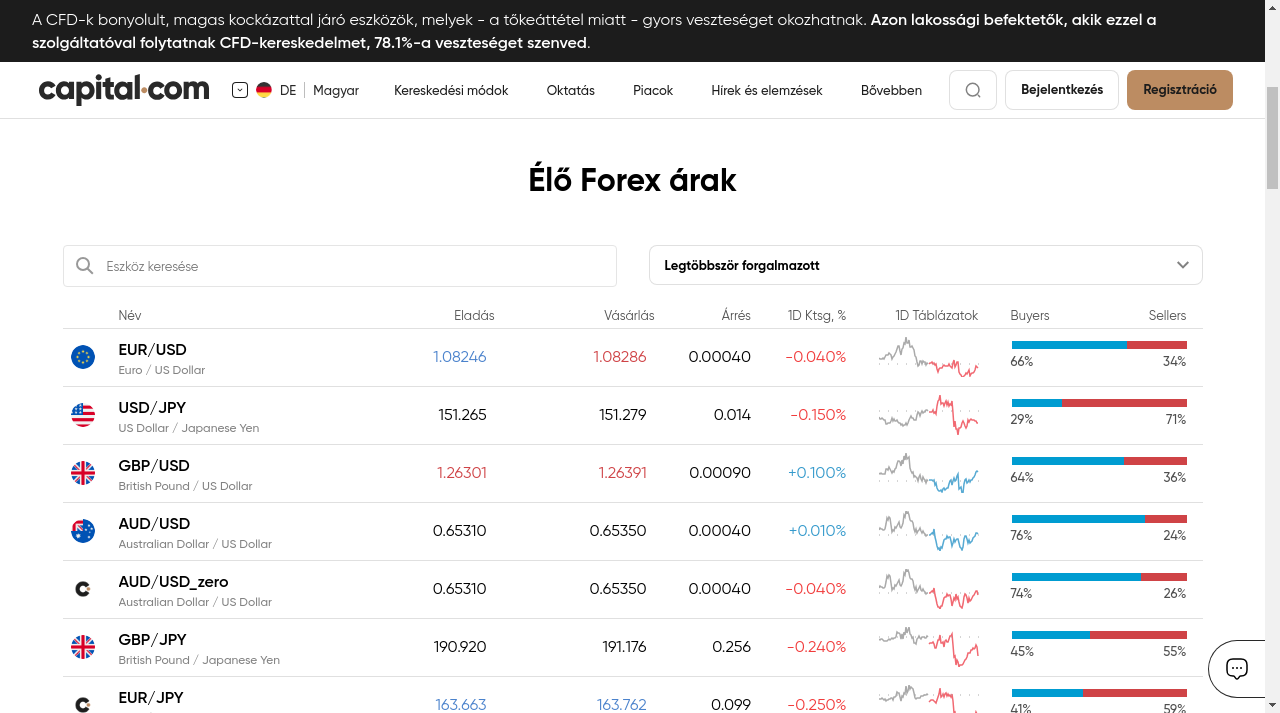 A CFD-k bonyolult, magas kockázattal járó eszközök, melyek - a tőkeáttétel miatt - gyors veszteséget okozhatnak. Azon lakossági befektetők, akik ezzel a
szolgáltatóval folytatnak CFD-kereskedelmet, 78.1%-a veszteséget szenved.
capital.com DE Magyar Kereskedési módok Oktatás Piacok Hírek és elemzések Bővebben Bejelentkezés Regisztráció
Élő Forex árak
Eszköz keresése Legtöbbször forgalmazott
Név Eladás Vásárlás Árrés 1D Ktsg, % 1D Táblázatok Buyers Sellers
EUR/USD 1.08246 1.08286 0.00040 -0.040%
Euro / US Dollar 66% 34%
USD/JPY 151.265 151.279 0.014 -0.150%
US Dollar / Japanese Yen 29% 71%
GBP/USD 1.26301 1.26391 0.00090 +0.100%
British Pound / US Dollar 64% 36%
AUD/USD 0.65310 0.65350 0.00040 +0.010%
Australian Dollar / US Dollar 76% 24%
AUD/USD_zero 0.65310 0.65350 0.00040 -0.040%
Australian Dollar / US Dollar 74% 26%
GBP/JPY 190.920 191.176 0.256 -0.240%
British Pound / Japanese Yen 45% 55%
EUR/JPY 163.663 163.762 0.099 -0.250%
41% 59%